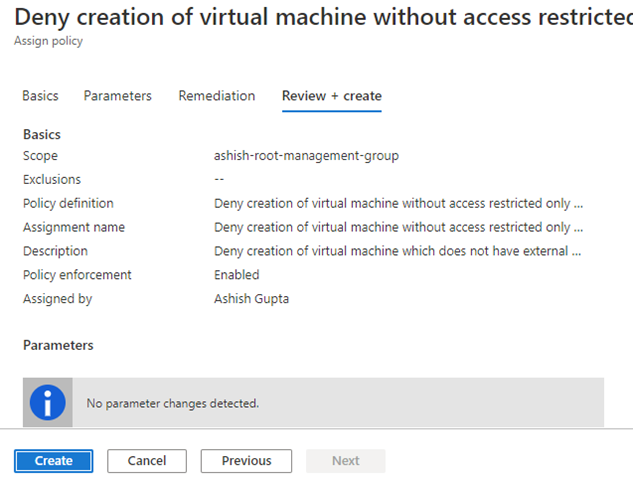 Deny creation of virtual machine without access restricted
Assign policy
Basics Parameters Remediation Review + create
Basics
Scope ashish-root-management-group
Exclusions --
Policy definition Deny creation of virtual machine without access restricted only ...
Assignment name Deny creation of virtual machine without access restricted only ...
Description Deny creation of virtual machine which does not have external ...
Policy enforcement Enabled
Assigned by Ashish Gupta
Parameters
No parameter changes detected.
Create Cancel Previous Next